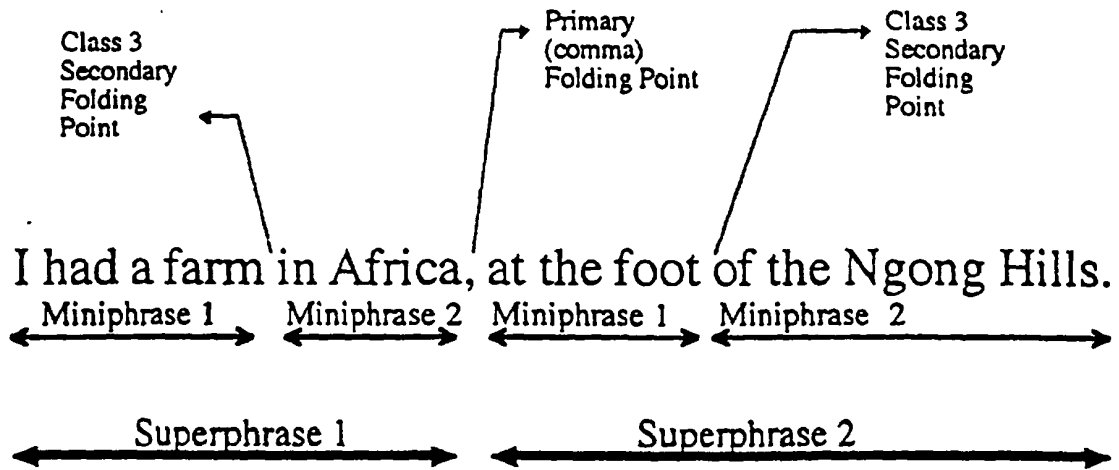 Class 3
Secondary
Folding
Point
Primary
(comma)
Folding Point
Class 3
Secondary
Folding
Point
I had a farm in Africa, at the foot of the Ngong Hills.
Miniphrase 1 Miniphrase 2 Miniphrase 1 Miniphrase 2
Superphrase 1 Superphrase 2